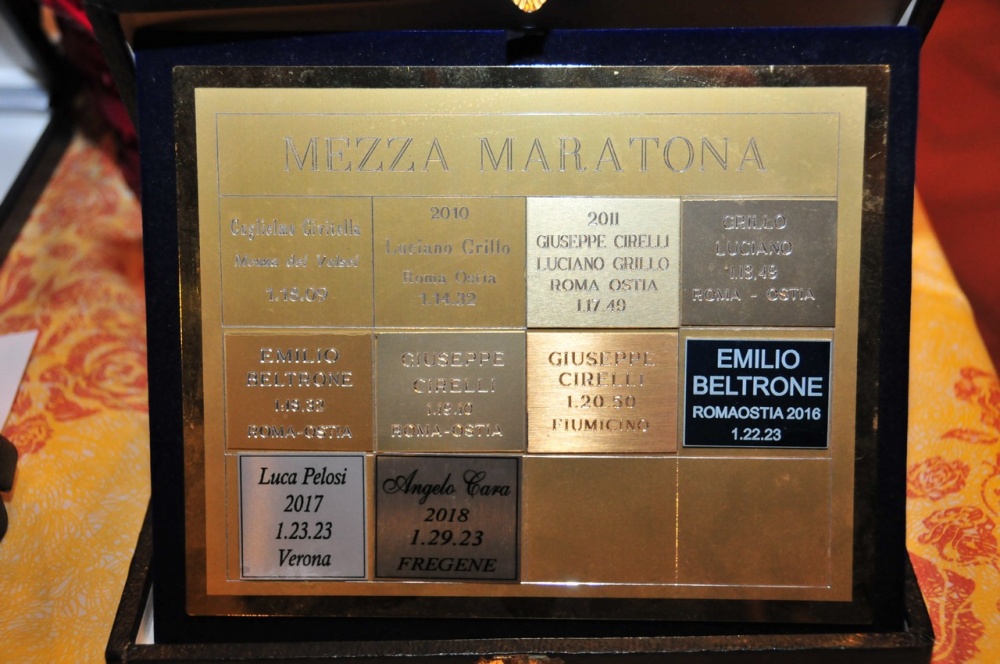 MEZZA MARATONA
Guglielmo
1.18.09
2010
Luciano Grillo
Roma Ostia
1.14.32
2011
GIUSEPPE CIRELLI
LUCIANO GRILLO
ROMA OSTIA
1.17.49
GRILLO
LUCIANO
ROMA - OSTIA
EMILIO
BELTRONE
ROMA-OSTIA
GIUSEPPE
CIRELLI
ROMA-OSTIA
GIUSEPPE
CIRELLI
1.20.50
FIUMICINO
EMILIO
BELTRONE
ROMAOSTIA 2016
1.22.23
Luca Pelosi
2017
1.23.23
Verona
Angelo Cara
2018
1.29.23
FREGENE